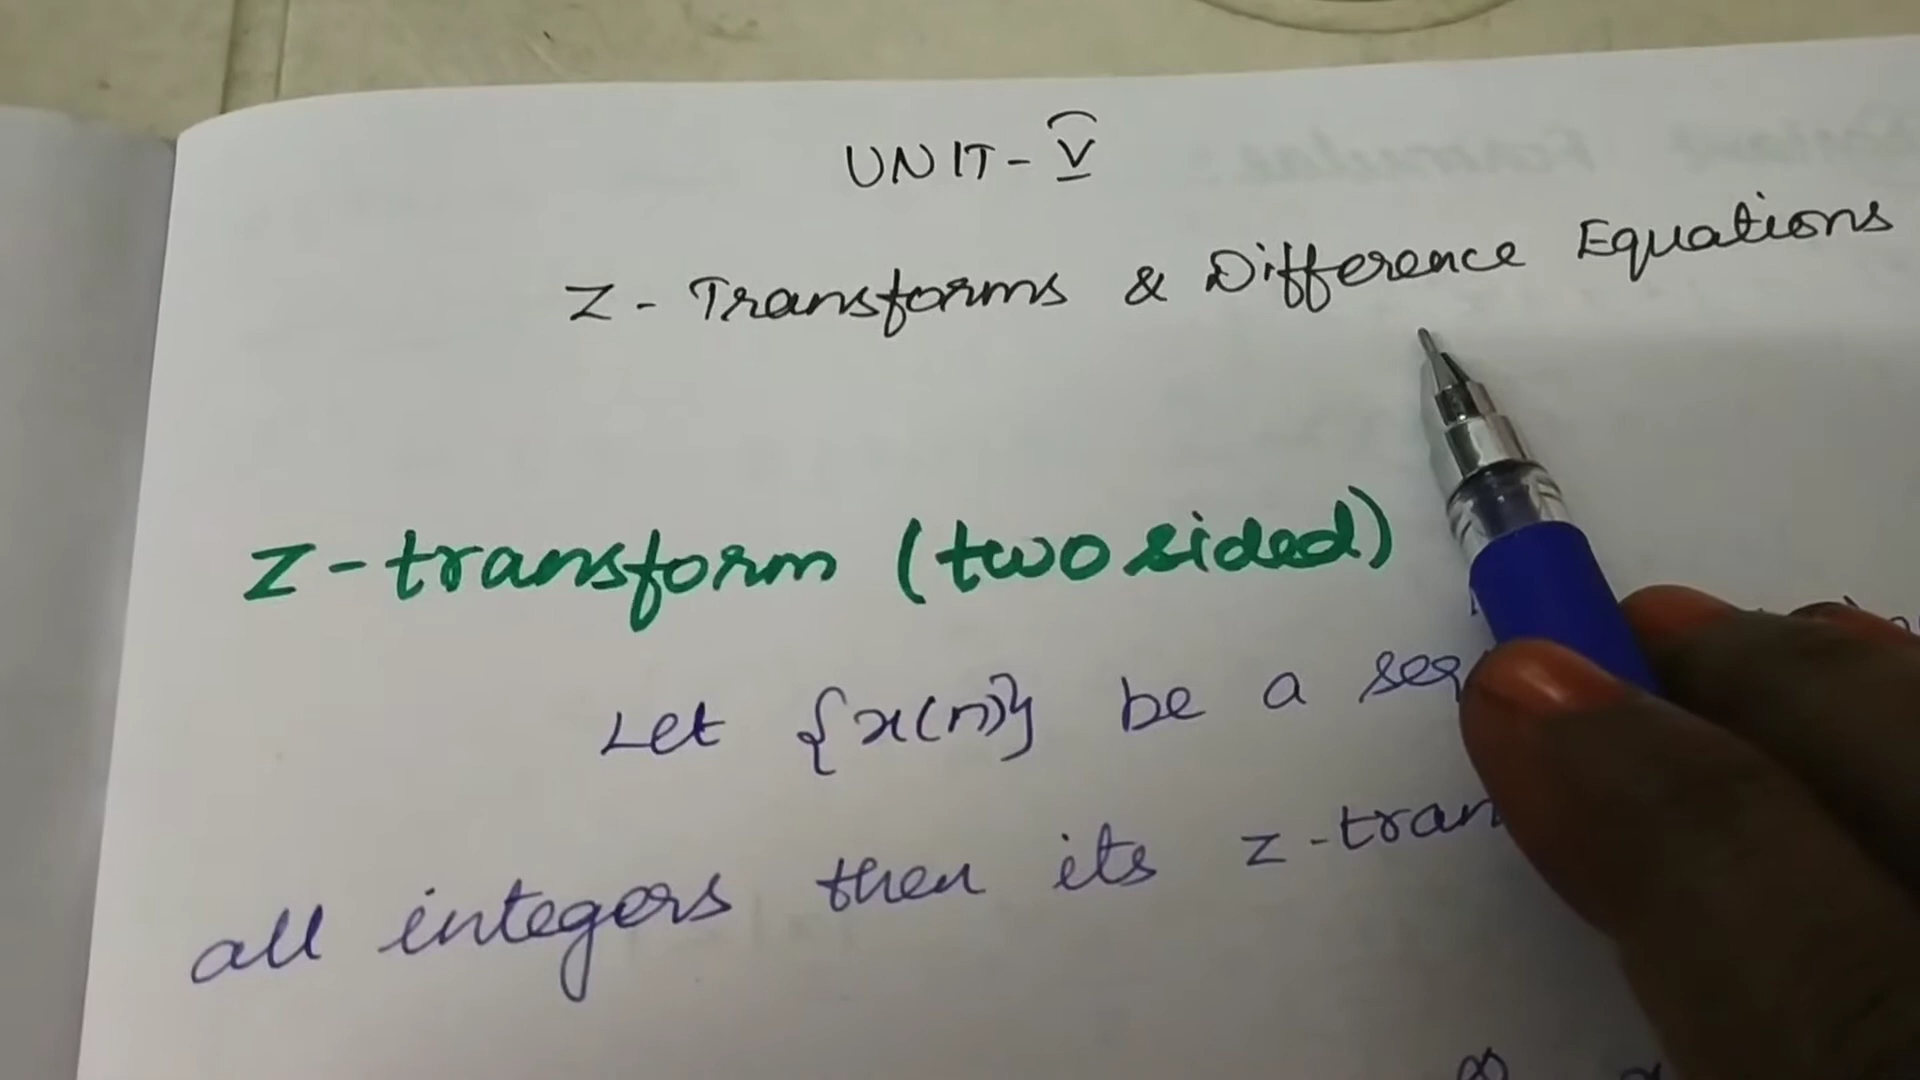 UNIT - V
Z - Transforms & Difference Equations
Z - transform (two sided)
Let {x(n)} be a
all integers then its z -
∞